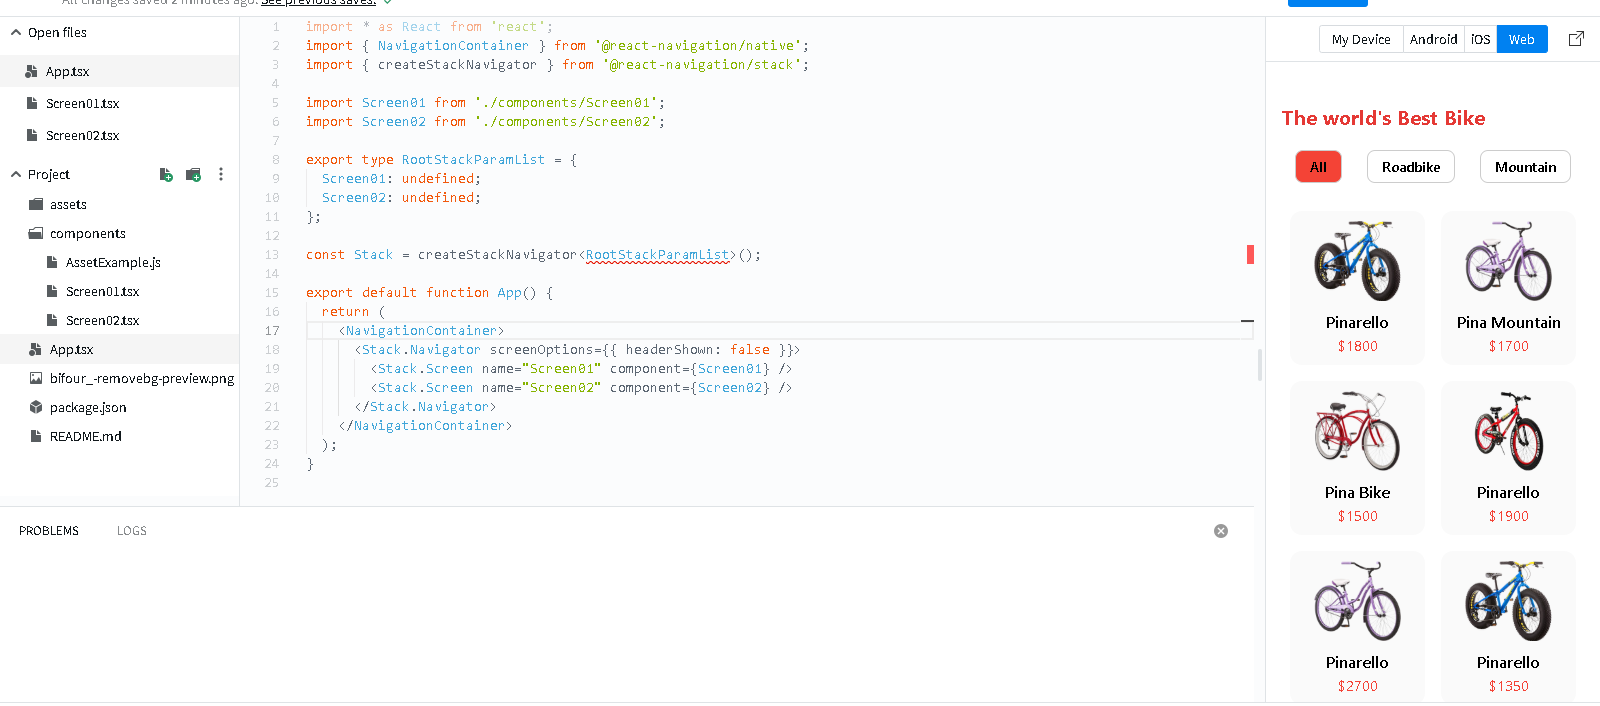 All changes saved 2 minutes ago. See previous saves.
Open files
App.tsx
Screen01.tsx
Screen02.tsx
Project
assets
components
AssetExample.js
Screen01.tsx
Screen02.tsx
App.tsx
bifour_-removebg-preview.png
package.json
README.md
1 import * as React from 'react';
2 import { NavigationContainer } from '@react-navigation/native';
3 import { createStackNavigator } from '@react-navigation/stack';
4
5 import Screen01 from './components/Screen01';
6 import Screen02 from './components/Screen02';
7
8 export type RootStackParamList = {
9 Screen01: undefined;
10 Screen02: undefined;
11 };
12
13 const Stack = createStackNavigator<RootStackParamList>();
14
15 export default function App() {
16 return (
17 <NavigationContainer>
18 <Stack.Navigator screenOptions={{ headerShown: false }}>
19 <Stack.Screen name="Screen01" component={Screen01} />
20 <Stack.Screen name="Screen02" component={Screen02} />
21 </Stack.Navigator>
22 </NavigationContainer>
23 );
24 }
25
PROBLEMS LOGS
My Device Android iOS Web
The world's Best Bike
All Roadbike Mountain
Pinarello Pina Mountain
$1800 $1700
Pina Bike Pinarello
$1500 $1900
Pinarello Pinarello
$2700 $1350